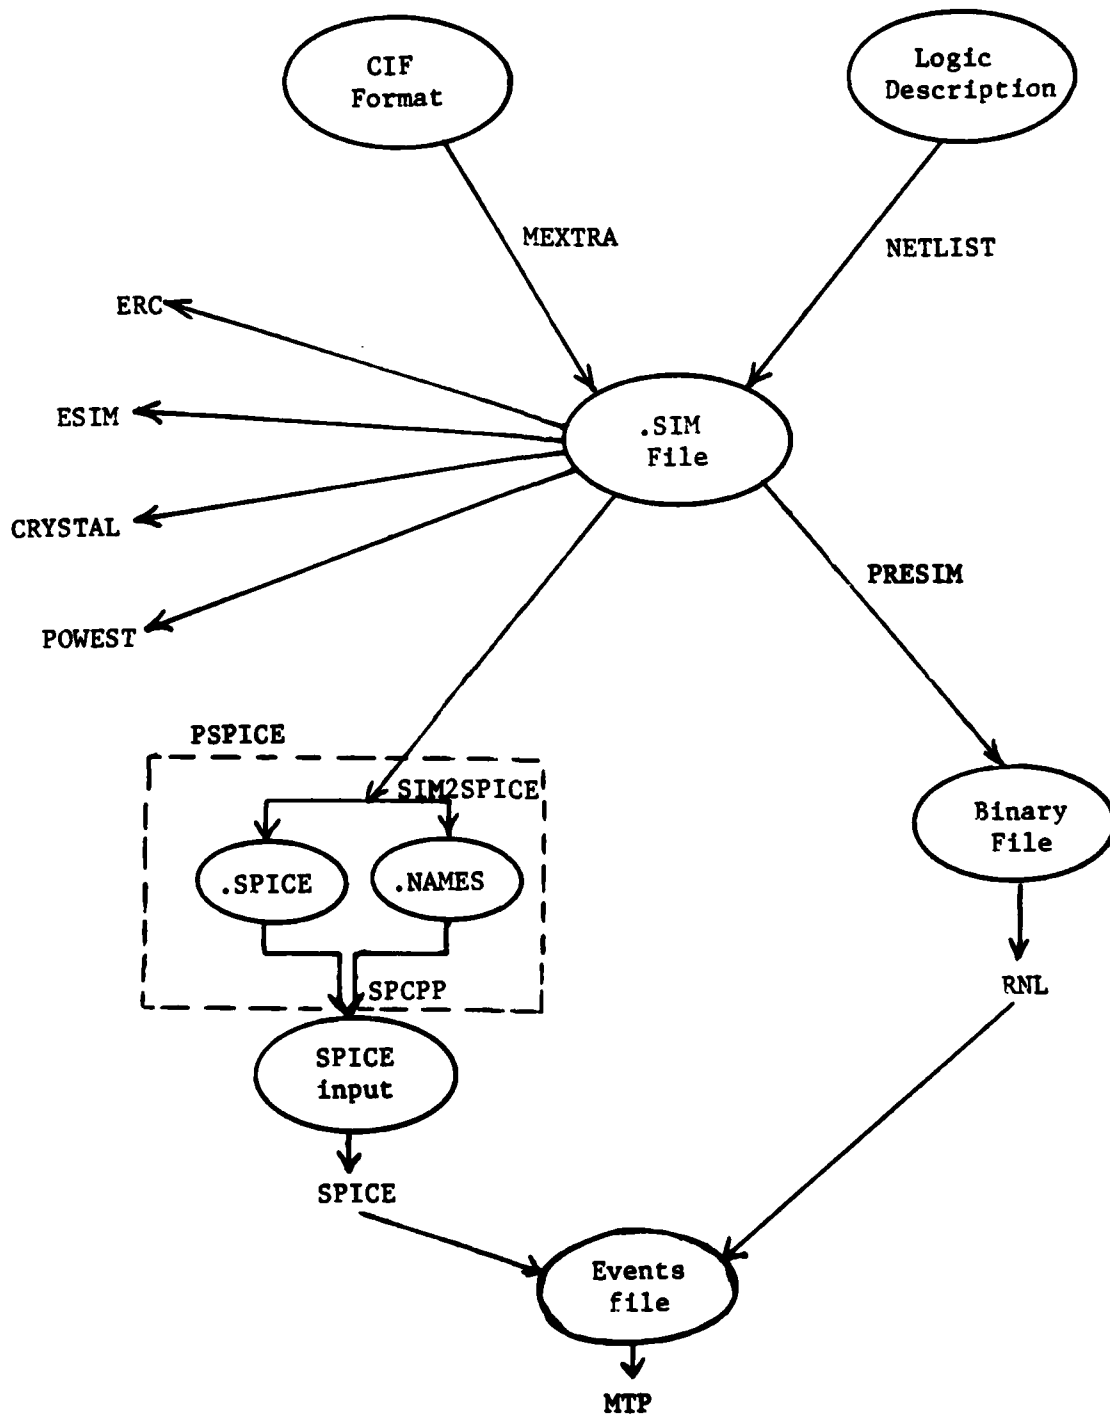 CIF
Format
Logic
Description
MEXTRA
NETLIST
ERC
ESIM
CRYSTAL
POWEST
.SIM
File
PRESIM
PSPICE
SIM2SPICE
.SPICE
.NAMES
SPCPP
Binary
File
RNL
SPICE
input
SPICE
Events
file
MTP